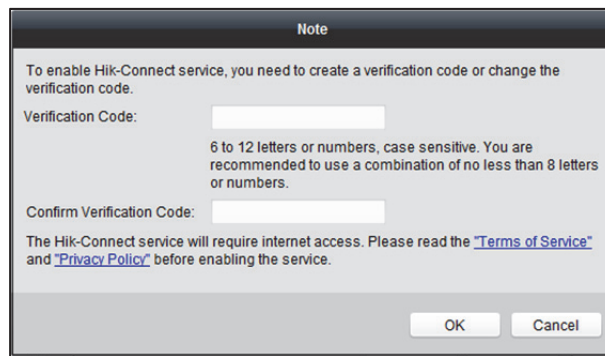 Note
To enable Hik-Connect service, you need to create a verification code or change the
verification code.
Verification Code:
6 to 12 letters or numbers, case sensitive. You are
recommended to use a combination of no less than 8 letters
or numbers.
Confirm Verification Code:
The Hik-Connect service will require internet access. Please read the "Terms of Service"
and "Privacy Policy" before enabling the service.
OK Cancel